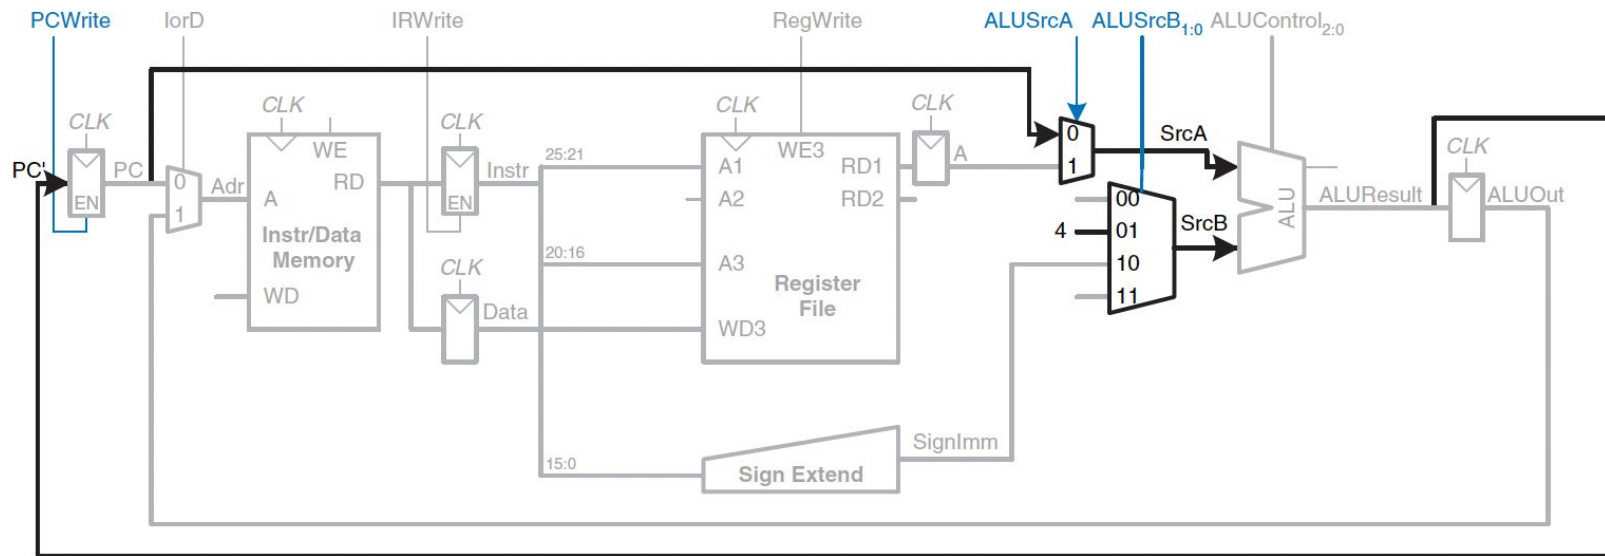 PCWrite IorD IRWrite RegWrite ALUSrcA ALUSrcB1:0 ALUControl2:0
CLK CLK CLK CLK CLK CLK CLK
PC' PC EN
0 1 Adr
WE A RD Instr/Data Memory WD
EN Instr
Data
25:21
20:16
15:0
A1 WE3 RD1
A2 RD2
A3 Register File
WD3
A
0 1 SrcA
00
4 01 SrcB
10
11
ALU ALUResult ALUOut
SignImm
Sign Extend